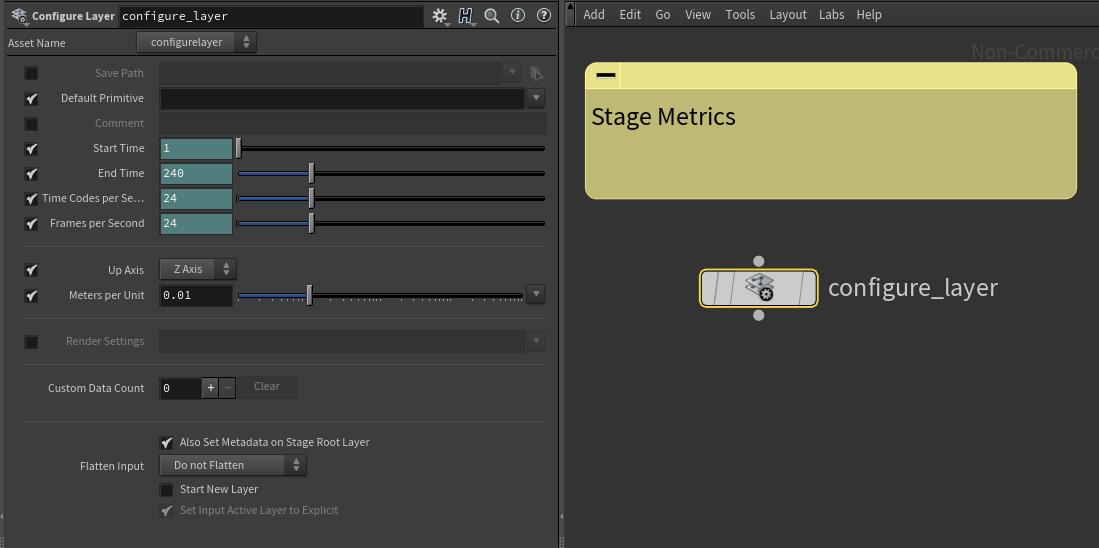 Configure Layer configure_layer
Asset Name configurelayer
Save Path
Default Primitive
Comment
Start Time 1
End Time 240
Time Codes per Se... 24
Frames per Second 24
Up Axis Z Axis
Meters per Unit 0.01
Render Settings
Custom Data Count 0 + - Clear
Also Set Metadata on Stage Root Layer
Flatten Input Do not Flatten
Start New Layer
Set Input Active Layer to Explicit
Add Edit Go View Tools Layout Labs Help
Non-Commerc
Stage Metrics
configure_layer